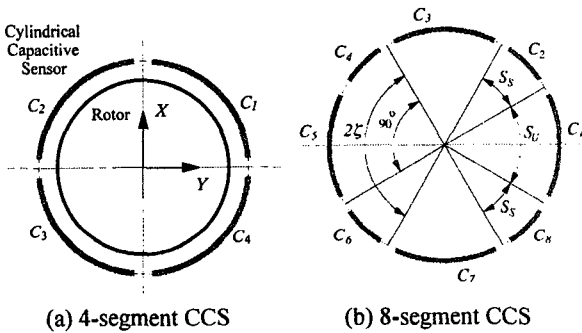 Cylindrical
Capacitive
Sensor
C2
C1
Rotor
X
Y
C3
C4
(a) 4-segment CCS
C3
C4
C2
SS
90°
2ζ
C5
SU
SS
C6
C8
C7
(b) 8-segment CCS